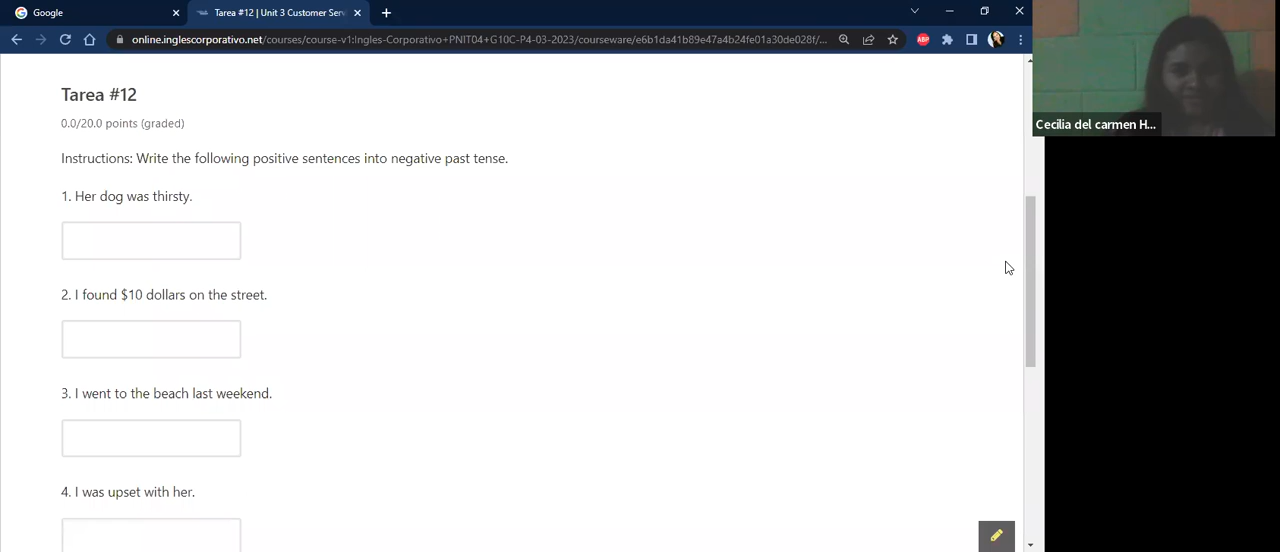 Google
Tarea #12 | Unit 3 Customer Serv
online.inglescorporativo.net/courses/course-v1:Ingles-Corporativo+PNIT04+G10C-P4-03-2023/courseware/e6b1da41b89e47a4b24fe01a30de028f/...
ABP
Cecilia del carmen H...
Tarea #12
0.0/20.0 points (graded)
Instructions: Write the following positive sentences into negative past tense.
1. Her dog was thirsty.
2. I found $10 dollars on the street.
3. I went to the beach last weekend.
4. I was upset with her.